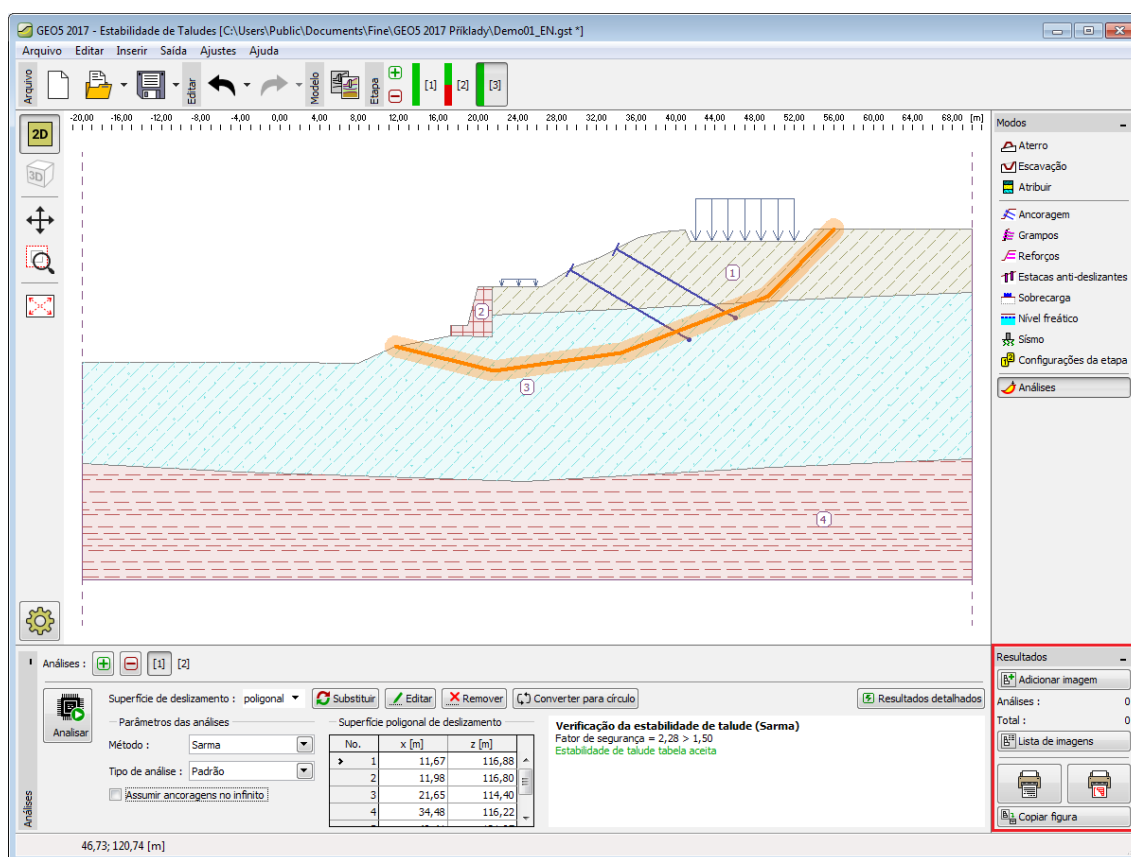 GEO5 2017 - Estabilidade de Taludes [C:\Users\Public\Documents\Fine\GEO5 2017 Příklady\Demo01_EN.gst *]
Arquivo Editar Inserir Saída Ajustes Ajuda
Arquivo Editar Modelo Etapa [1] [2] [3]
2D
3D
-20,00 -16,00 -12,00 -8,00 -4,00 0,00 4,00 8,00 12,00 16,00 20,00 24,00 28,00 32,00 36,00 40,00 44,00 48,00 52,00 56,00 60,00 64,00 68,00 [m]
1
2
3
4
Modos
Aterro
Escavação
Atribuir
Ancoragem
Grampos
Reforços
Estacas anti-deslizantes
Sobrecarga
Nível freático
Sismo
Configurações da etapa
Análises
Análises
Análises : [1] [2]
Analisar
Superfície de deslizamento : poligonal Substituir Editar Remover Converter para círculo Resultados detalhados
Parâmetros das análises
Método : Sarma
Tipo de análise : Padrão
Assumir ancoragens no infinito
Superfície poligonal de deslizamento
No. x [m] z [m]
1 11,67 116,88
2 11,98 116,80
3 21,65 114,40
4 34,48 116,22
Verificação da estabilidade de talude (Sarma)
Fator de segurança = 2,28 > 1,50
Estabilidade de talude tabela aceita
Resultados
Adicionar imagem
Análises : 0
Total : 0
Lista de imagens
Copiar figura
46,73; 120,74 [m]